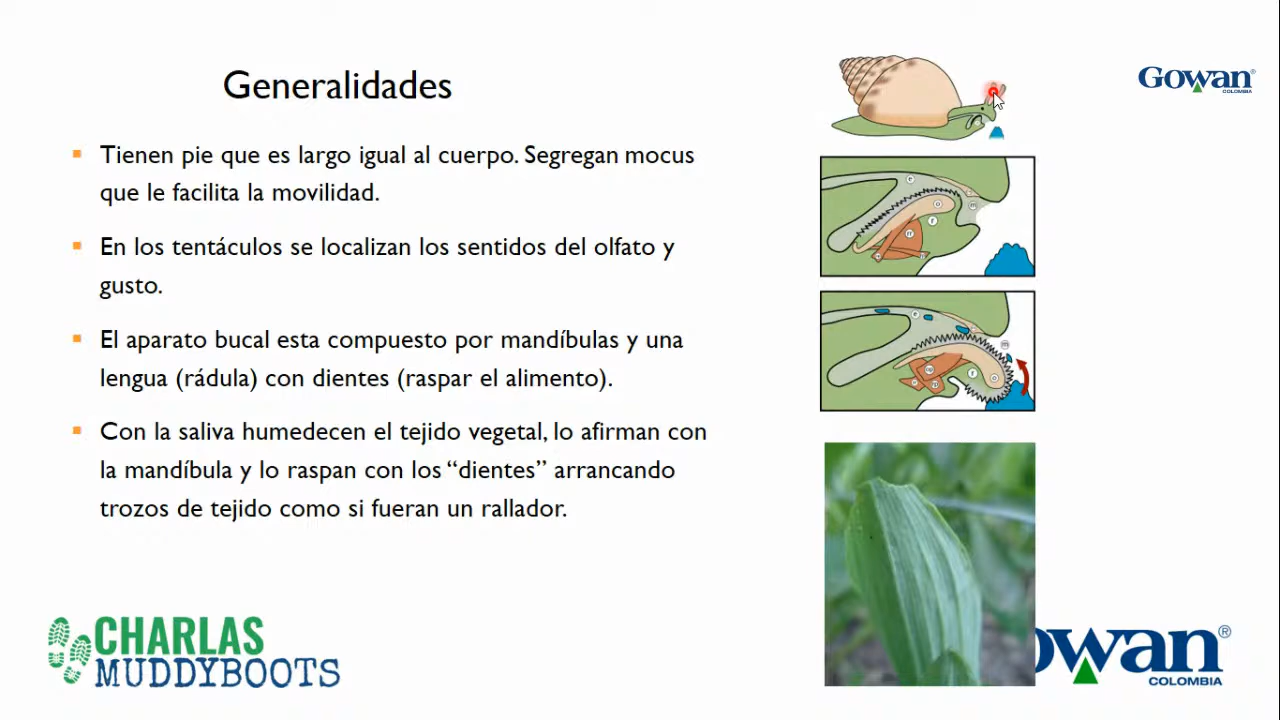 Generalidades
Gowan®
COLOMBIA
Tienen pie que es largo igual al cuerpo. Segregan mocus
que le facilita la movilidad.
En los tentáculos se localizan los sentidos del olfato y
gusto.
El aparato bucal esta compuesto por mandíbulas y una
lengua (rádula) con dientes (raspar el alimento).
Con la saliva humedecen el tejido vegetal, lo afirman con
la mandíbula y lo raspan con los “dientes” arrancando
trozos de tejido como si fueran un rallador.
CHARLAS
MUDDYBOOTS
owan®
COLOMBIA